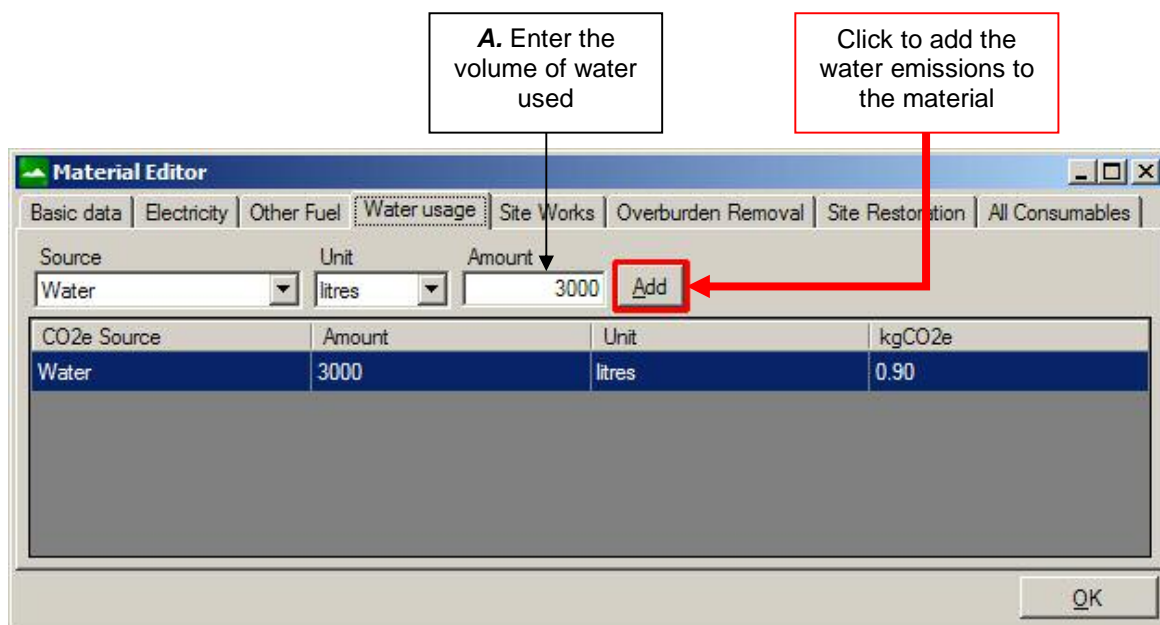 A. Enter the
volume of water
used
Click to add the
water emissions to
the material
Material Editor
Basic data Electricity Other Fuel Water usage Site Works Overburden Removal Site Restoration All Consumables
Source Unit Amount
Water litres 3000 Add
CO2e Source Amount Unit kgCO2e
Water 3000 litres 0.90
OK